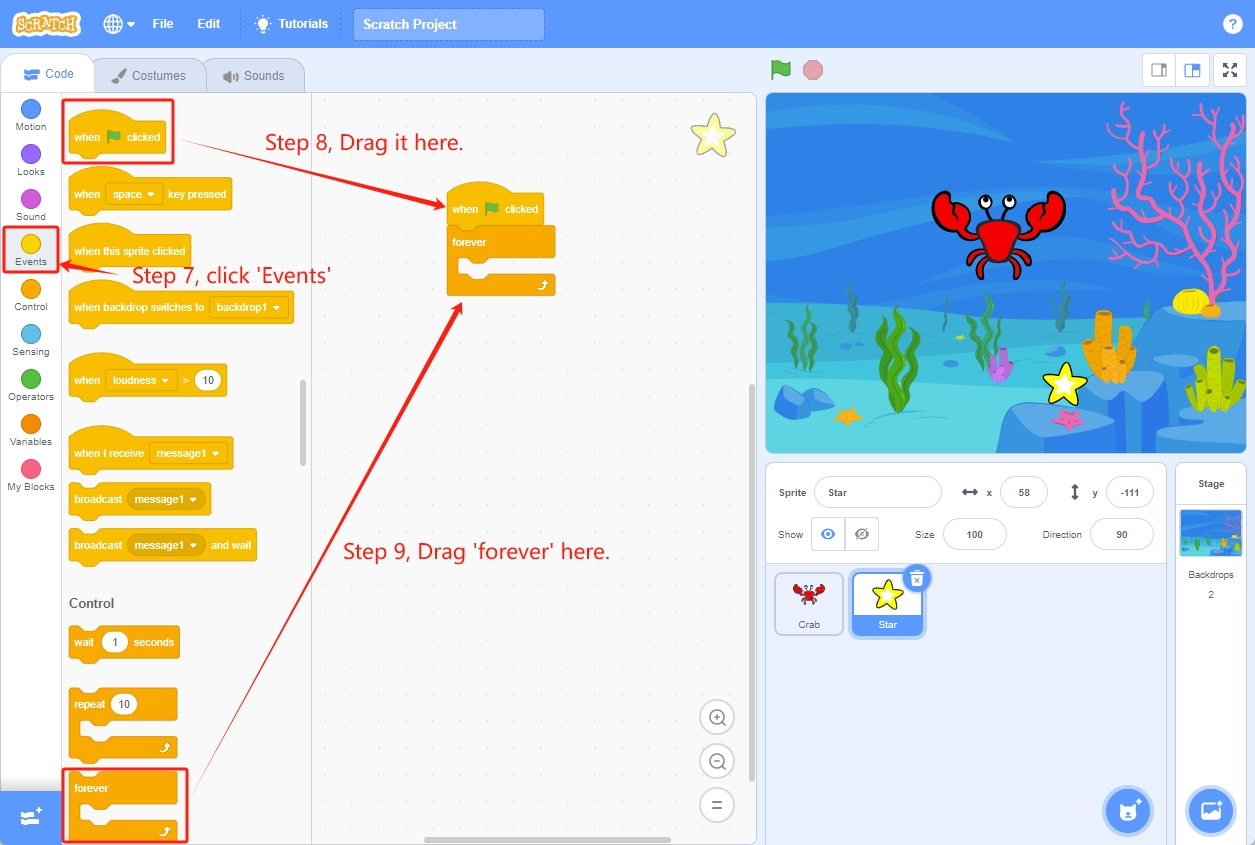 SCRATCH File Edit Tutorials Scratch Project ?
Code Costumes Sounds
Motion
Looks
Sound
Events
Control
Sensing
Operators
Variables
My Blocks
when clicked
when space key pressed
when this sprite clicked
when backdrop switches to backdrop1
when loudness > 10
when I receive message1
broadcast message1
broadcast message1 and wait
Control
wait 1 seconds
repeat 10
forever
Step 7, click 'Events'
Step 8, Drag it here.
when clicked
forever
Step 9, Drag 'forever' here.
Sprite Star x 58 y -111
Show Size 100 Direction 90
Crab
Star
Stage
Backdrops
2